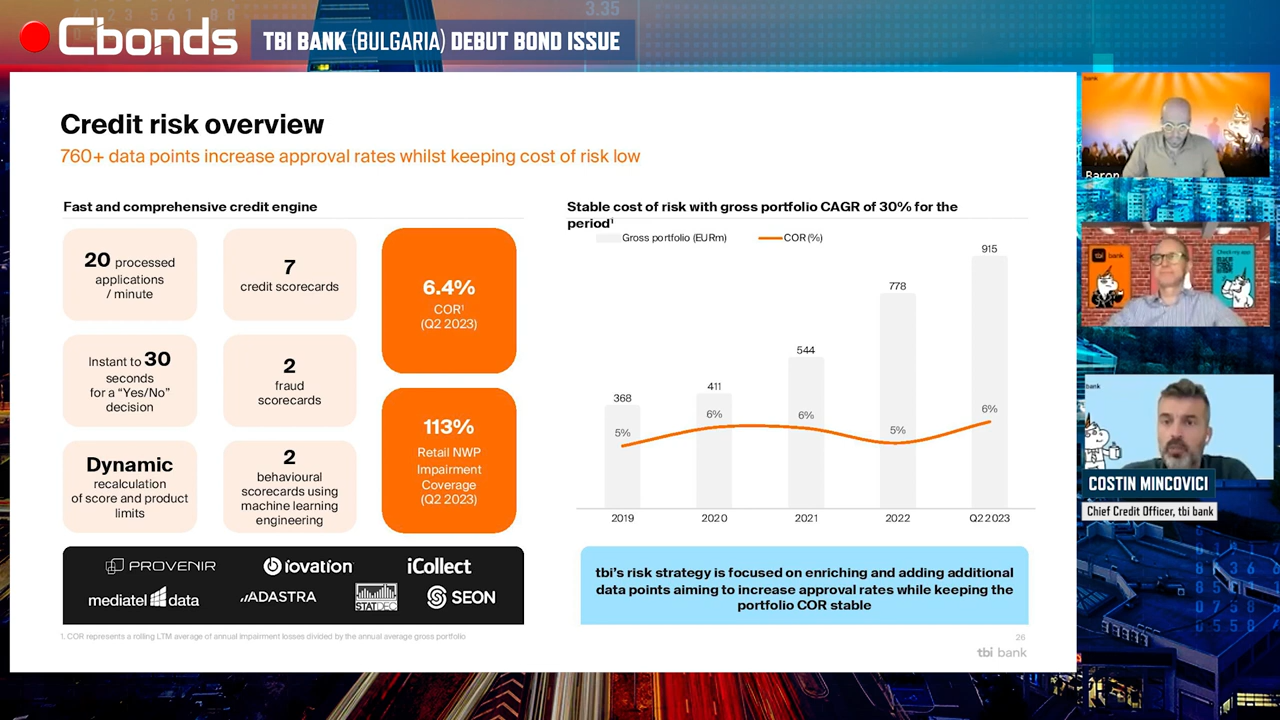 Cbonds
TBI BANK (BULGARIA) DEBUT BOND ISSUE
3.35
Credit risk overview
760+ data points increase approval rates whilst keeping cost of risk low
Fast and comprehensive credit engine
20 processed
applications
/ minute
7
credit scorecards
6.4%
COR¹
(Q2 2023)
Instant to 30
seconds
for a “Yes/No”
decision
2
fraud
scorecards
113%
Retail NWP
Impairment
Coverage
(Q2 2023)
Dynamic
recalculation
of score and product
limits
2
behavioural
scorecards using
machine learning
engineering
PROVENIR
iovation
iCollect
mediatel data
ADASTRA
STATDEC
SEON
1. COR represents a rolling LTM average of annual impairment losses divided by the annual average gross portfolio
Stable cost of risk with gross portfolio CAGR of 30% for the
period¹
Gross portfolio (EURm)
COR (%)
368
411
544
778
915
5%
6%
6%
5%
6%
2019
2020
2021
2022
Q2 2023
tbi’s risk strategy is focused on enriching and adding additional
data points aiming to increase approval rates while keeping the
portfolio COR stable
26
tbi bank
bank
Baron
tbi bank
bank
COSTIN MINCOVICI
Chief Credit Officer, tbi bank